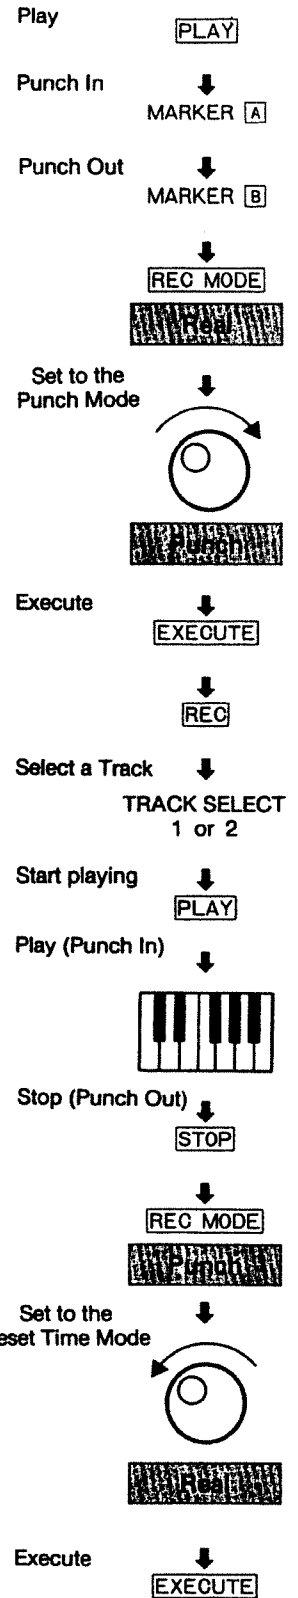 Play
PLAY
Punch In
MARKER A
Punch Out
MARKER B
REC MODE
Real
Set to the
Punch Mode
Punch
Execute
EXECUTE
REC
Select a Track
TRACK SELECT
1 or 2
Start playing
PLAY
Play (Punch In)
Stop (Punch Out)
STOP
REC MODE
Punch
Set to the
eset Time Mode
Real
Execute
EXECUTE